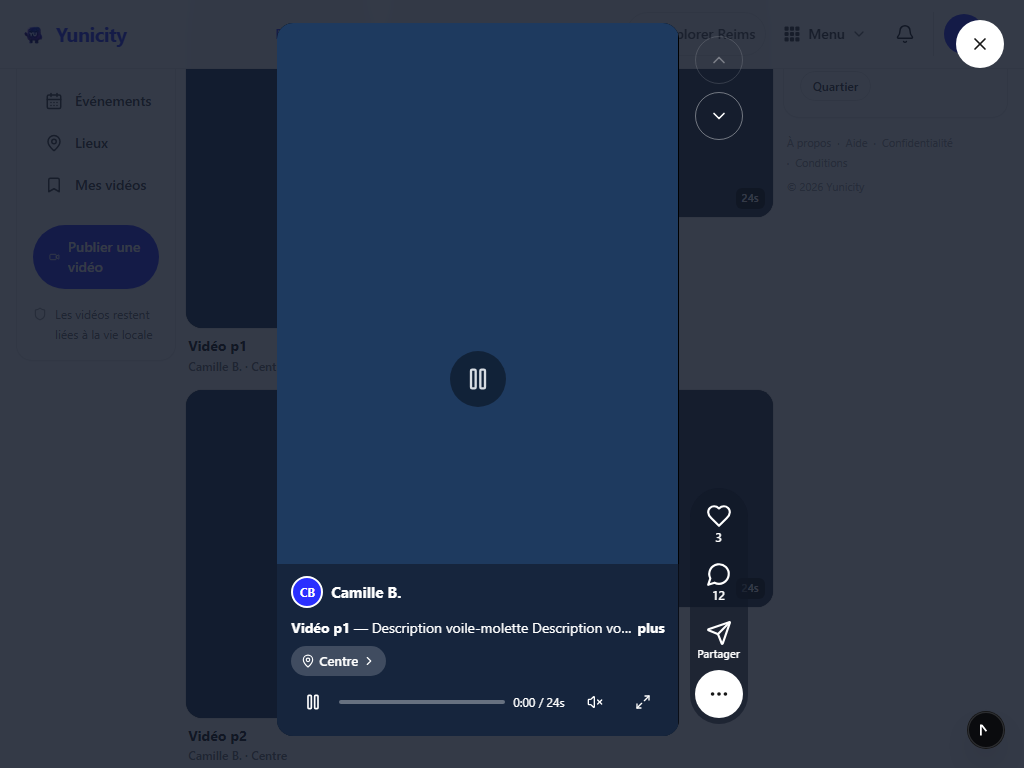 Yunicity
plorer Reims
Menu
Événements
Lieux
Mes vidéos
Publier une
vidéo
Les vidéos restent
liées à la vie locale
Vidéo p1
Camille B. · Cent
24s
Quartier
À propos · Aide · Confidentialité
· Conditions
© 2026 Yunicity
CB
Camille B.
Vidéo p1 — Description voile-molette Description vo... plus
Centre
0:00 / 24s
3
12
24s
Partager
Vidéo p2
Camille B. · Centre